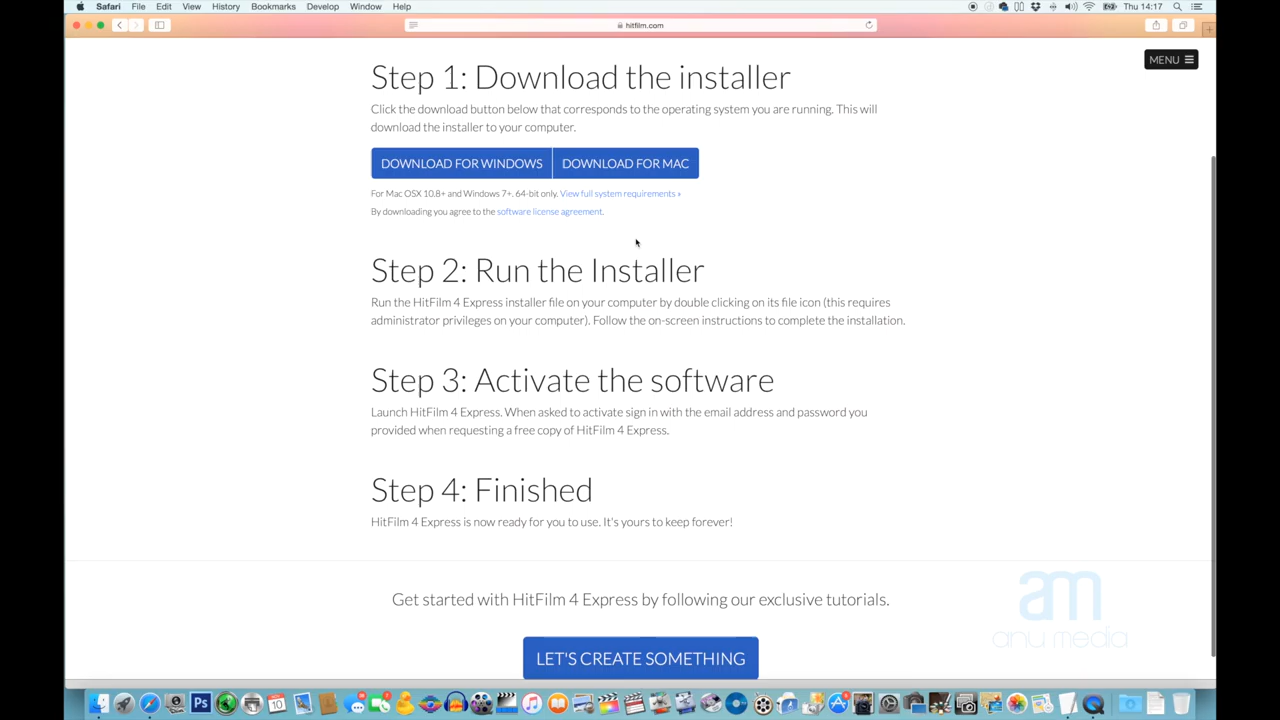 Safari File Edit View History Bookmarks Develop Window Help Thu 14:17
hitfilm.com
MENU
Step 1: Download the installer
Click the download button below that corresponds to the operating system you are running. This will
download the installer to your computer.
DOWNLOAD FOR WINDOWS DOWNLOAD FOR MAC
For Mac OSX 10.8+ and Windows 7+. 64-bit only. View full system requirements »
By downloading you agree to the software license agreement.
Step 2: Run the Installer
Run the HitFilm 4 Express installer file on your computer by double clicking on its file icon (this requires
administrator privileges on your computer). Follow the on-screen instructions to complete the installation.
Step 3: Activate the software
Launch HitFilm 4 Express. When asked to activate sign in with the email address and password you
provided when requesting a free copy of HitFilm 4 Express.
Step 4: Finished
HitFilm 4 Express is now ready for you to use. It's yours to keep forever!
Get started with HitFilm 4 Express by following our exclusive tutorials.
am
anu media
LET'S CREATE SOMETHING
Ps
10